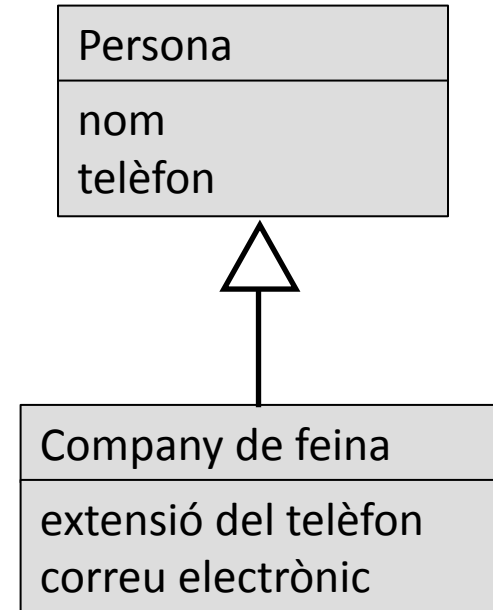 Persona
nom
telèfon
Company de feina
extensió del telèfon
correu electrònic